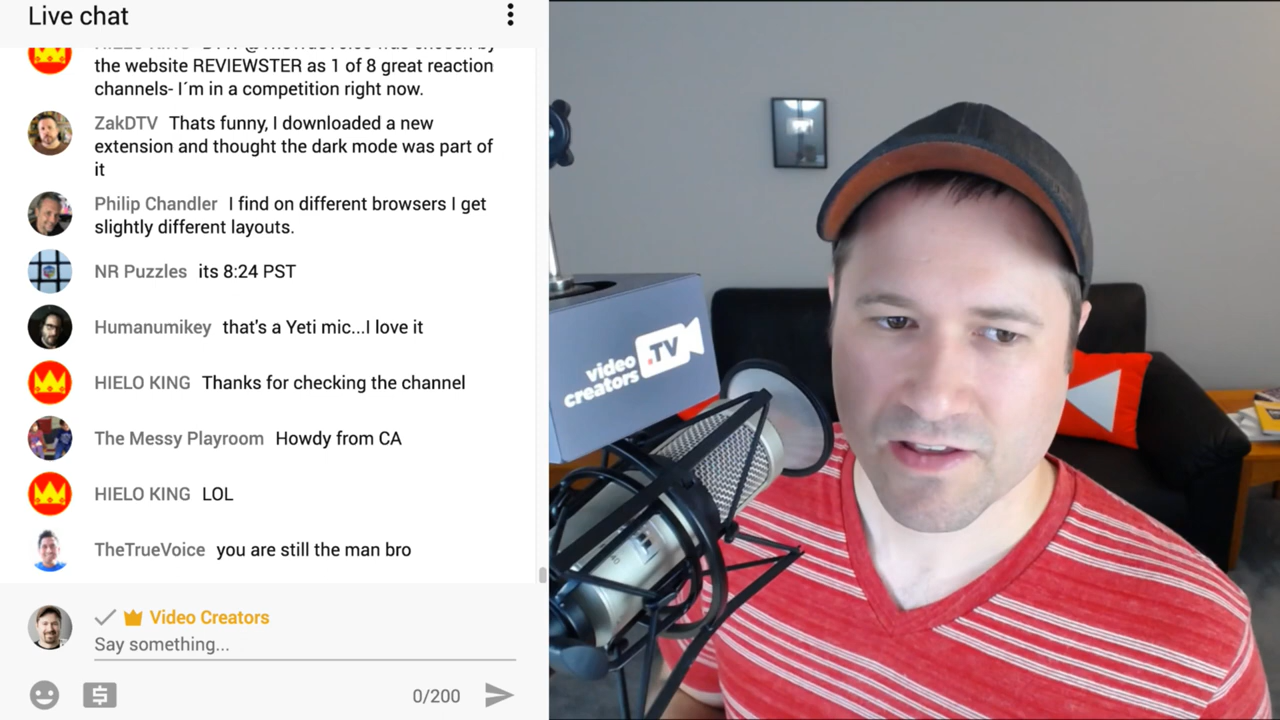 Live chat
the website REVIEWSTER as 1 of 8 great reaction
channels- I´m in a competition right now.
ZakDTV Thats funny, I downloaded a new
extension and thought the dark mode was part of
it
Philip Chandler I find on different browsers I get
slightly different layouts.
NR Puzzles its 8:24 PST
Humanumikey that's a Yeti mic...I love it
HIELO KING Thanks for checking the channel
The Messy Playroom Howdy from CA
HIELO KING LOL
TheTrueVoice you are still the man bro
Video Creators
Say something...
0/200
video
creators
.TV